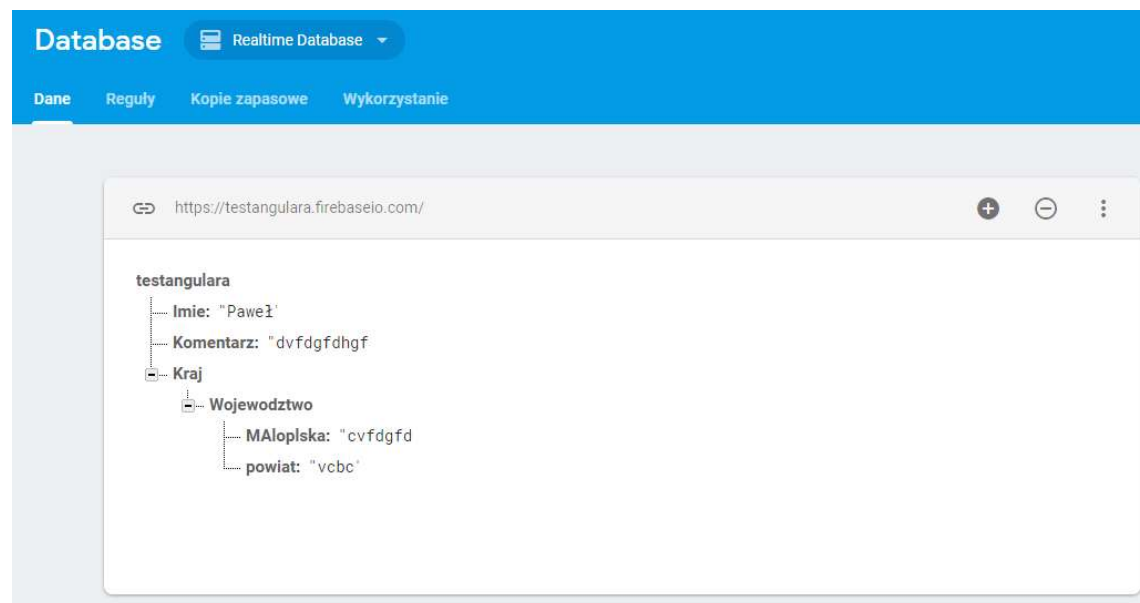 Database Realtime Database
Dane Reguły Kopie zapasowe Wykorzystanie
https://testangulara.firebaseio.com/
testangulara
Imie: "Paweł"
Komentarz: "dvfdgfdhgf
Kraj
Wojewodztwo
MAloplska: "cvfdgfd
powiat: "vcbc"